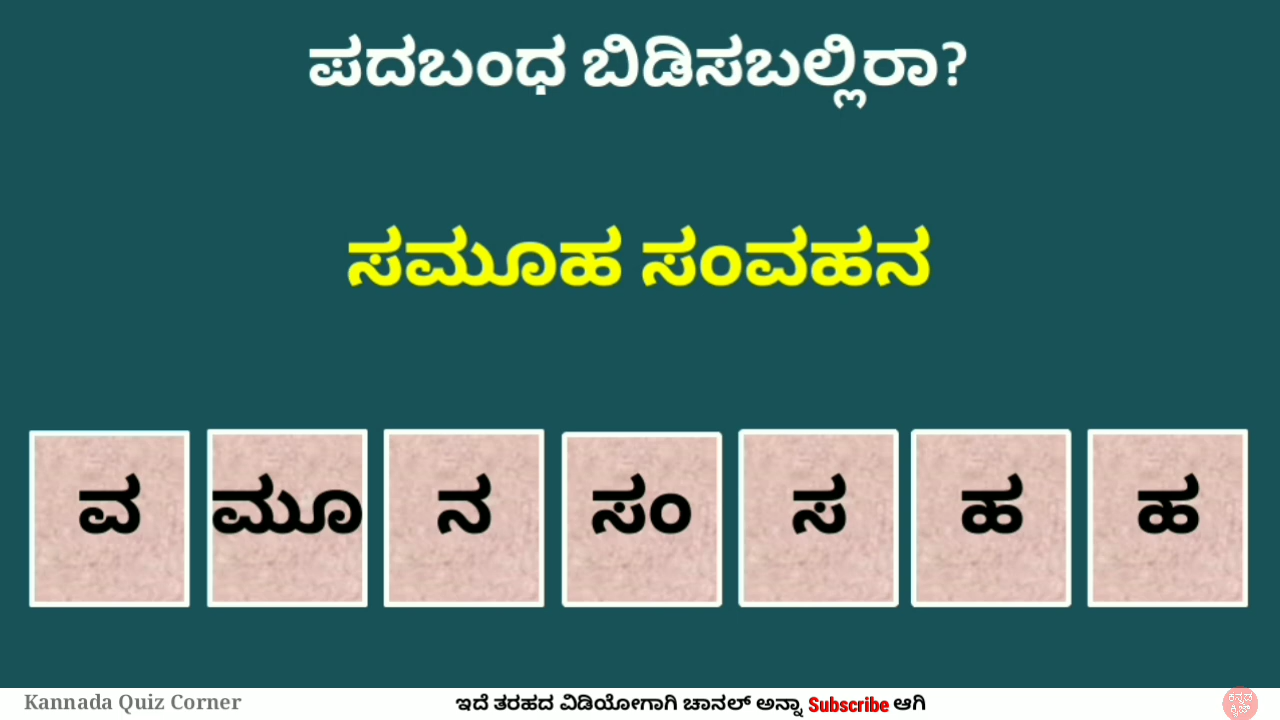 ಪದಬಂಧ ಬಿಡಿಸಬಲ್ಲಿರಾ?
ಸಮೂಹ ಸಂವಹನ
ವ ಮೂ ನ ಸಂ ಸ ಹ ಹ
Kannada Quiz Corner ಇದೆ ತರಹದ ವಿಡಿಯೋಗಾಗಿ ಚಾನಲ್ ಅನ್ನಾ Subscribe ಆಗಿ